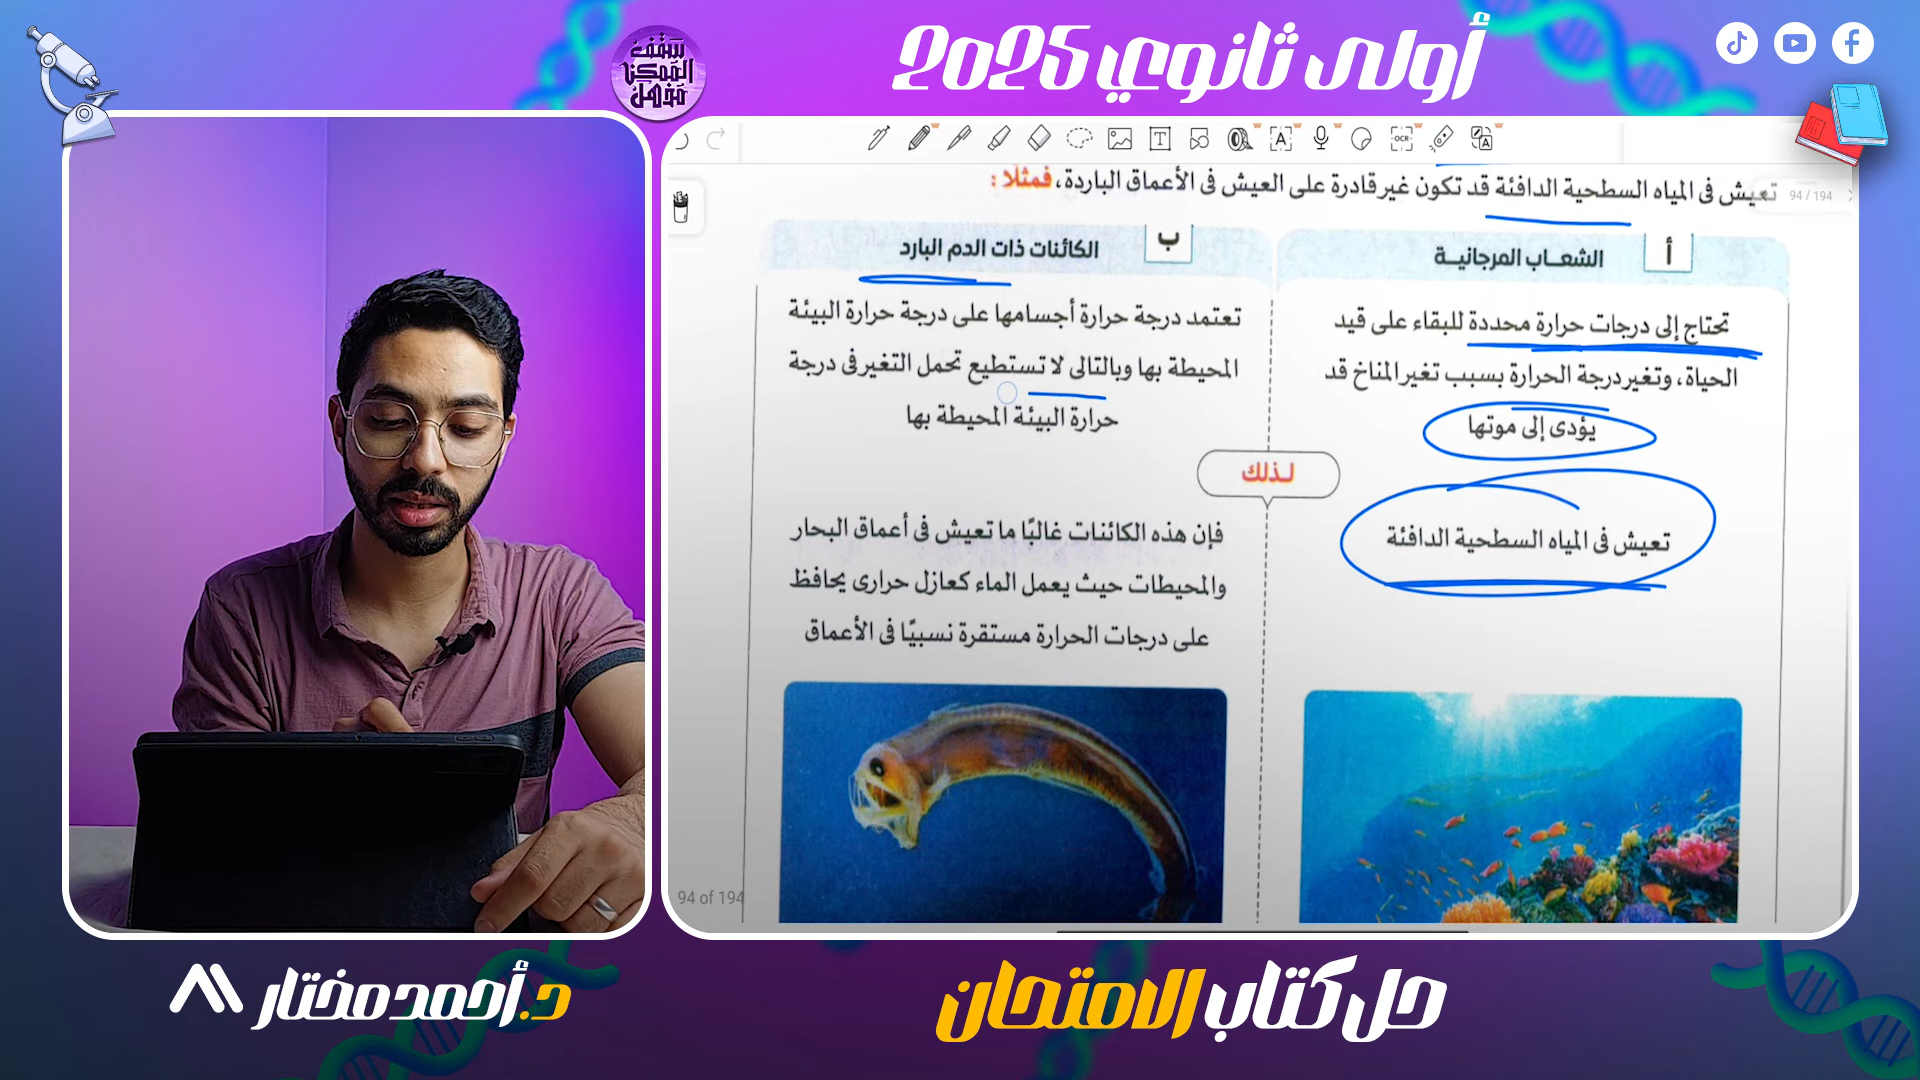 أولى ثانوي 2025
سقف
الممكن
مذهل
94 / 194
تعيش فى المياه السطحية الدافئة قد تكون غير قادرة على العيش فى الأعماق الباردة، فمثلًا :
أ
الشعـاب المرجانيـة
تحتاج إلى درجات حرارة محددة للبقاء على قيد
الحياة، وتغير درجة الحرارة بسبب تغير المناخ قد
يؤدى إلى موتها
ب
الكائنات ذات الدم البارد
تعتمد درجة حرارة أجسامها على درجة حرارة البيئة
المحيطة بها وبالتالى لا تستطيع تحمل التغير فى درجة
حرارة البيئة المحيطة بها
لـذلك
تعيش فى المياه السطحية الدافئة
فإن هذه الكائنات غالبًا ما تعيش فى أعماق البحار
والمحيطات حيث يعمل الماء كعازل حرارى يحافظ
على درجات الحرارة مستقرة نسبيًا فى الأعماق
94 of 194
حل كتاب الامتحان
د.أحمد مختار